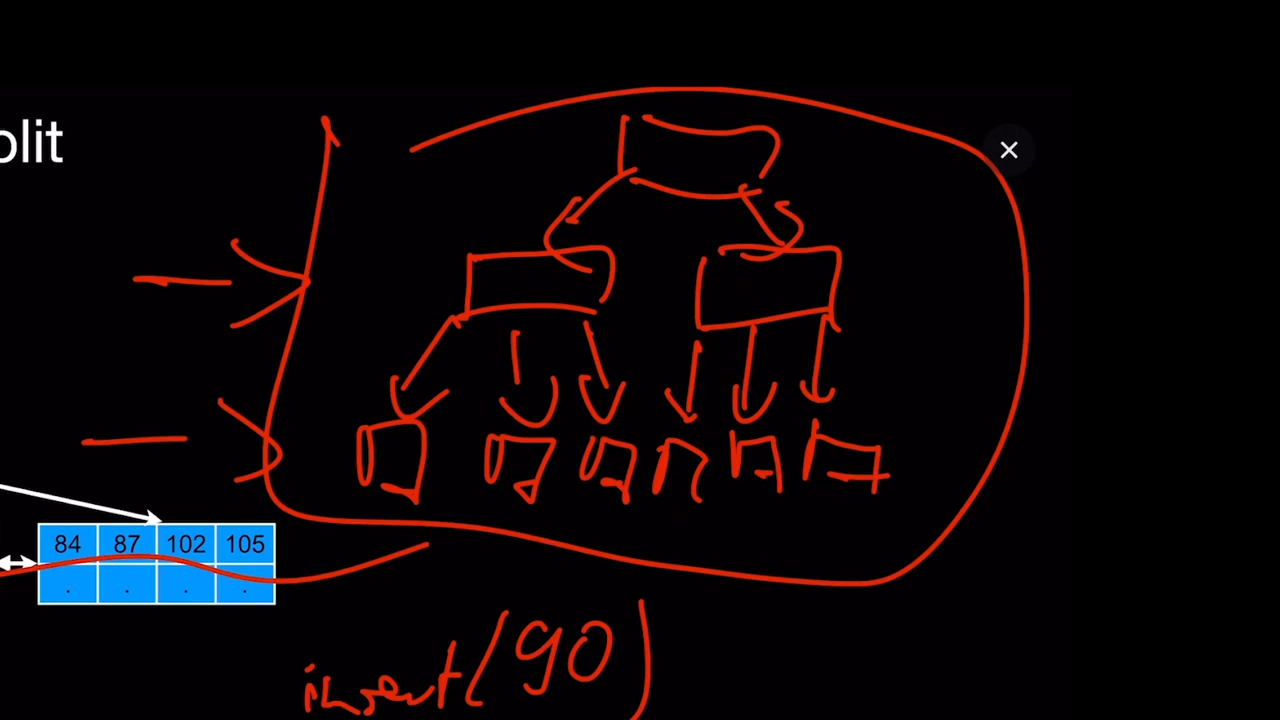 plit
84 87 102 105
. . . .
insert(90)